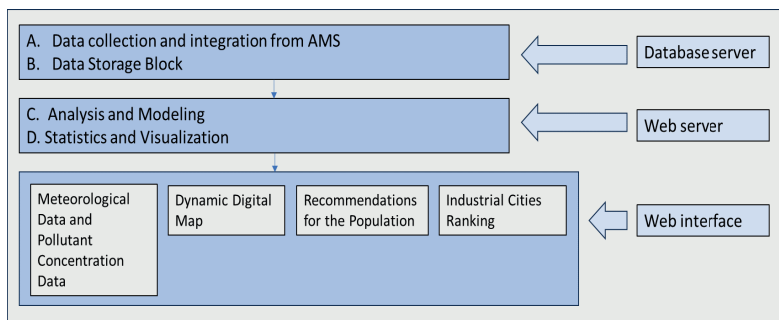 A. Data collection and integration from AMS
B. Data Storage Block
Database server
C. Analysis and Modeling
D. Statistics and Visualization
Web server
Meteorological
Data and
Pollutant
Concentration
Data
Dynamic Digital
Map
Recommendations
for the Population
Industrial Cities
Ranking
Web interface